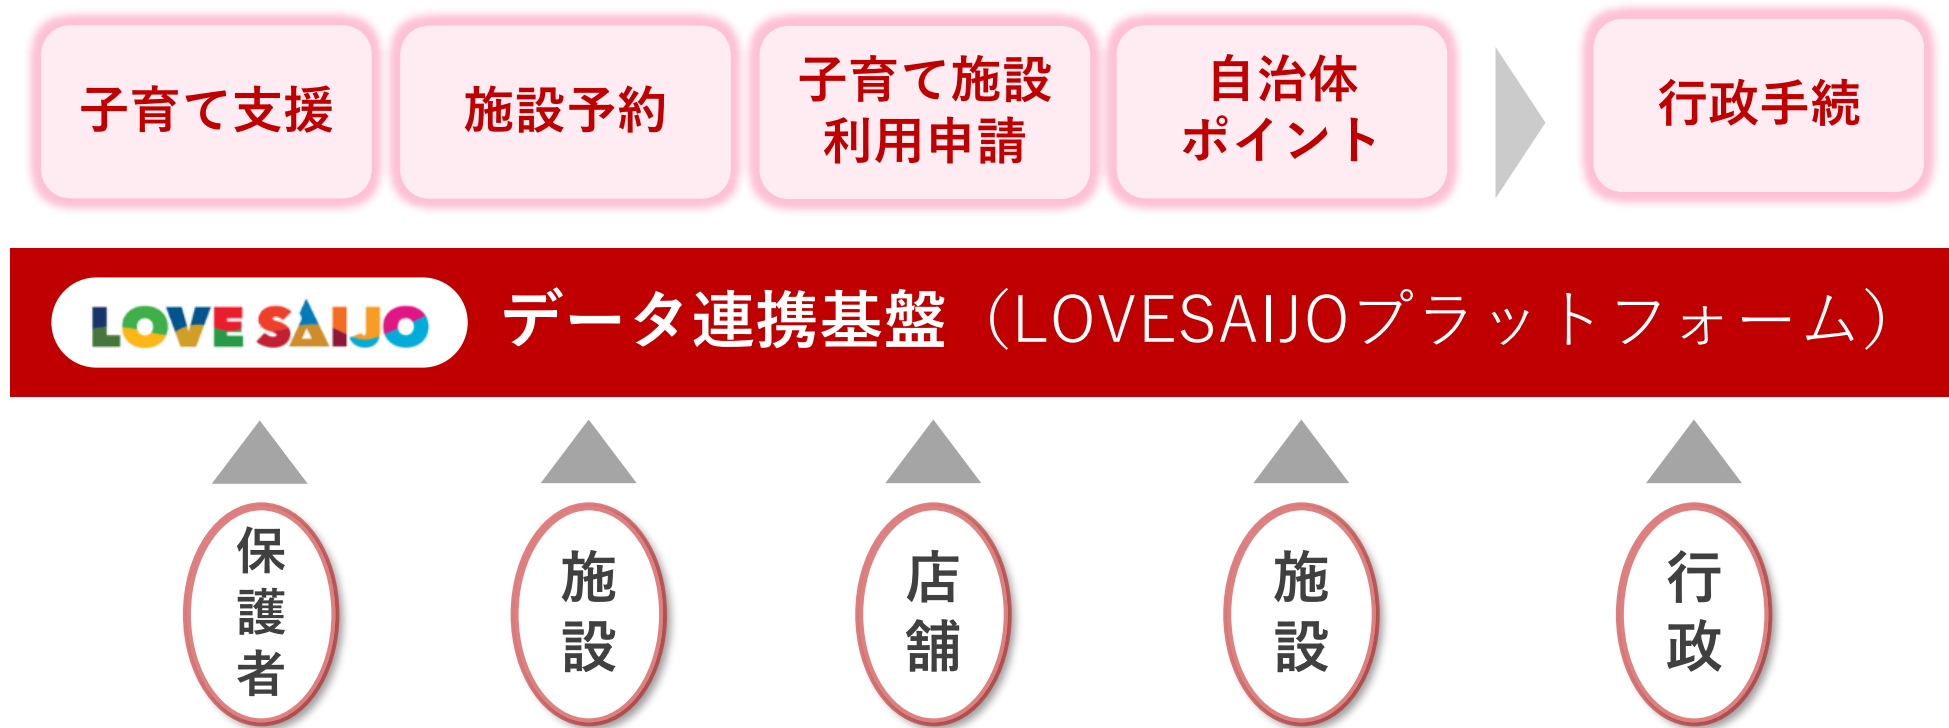 子育て支援
施設予約
子育て施設
利用申請
自治体
ポイント
行政手続
LOVE SAIJO
データ連携基盤（LOVESAIJOプラットフォーム）
保護者
施設
店舗
施設
行政